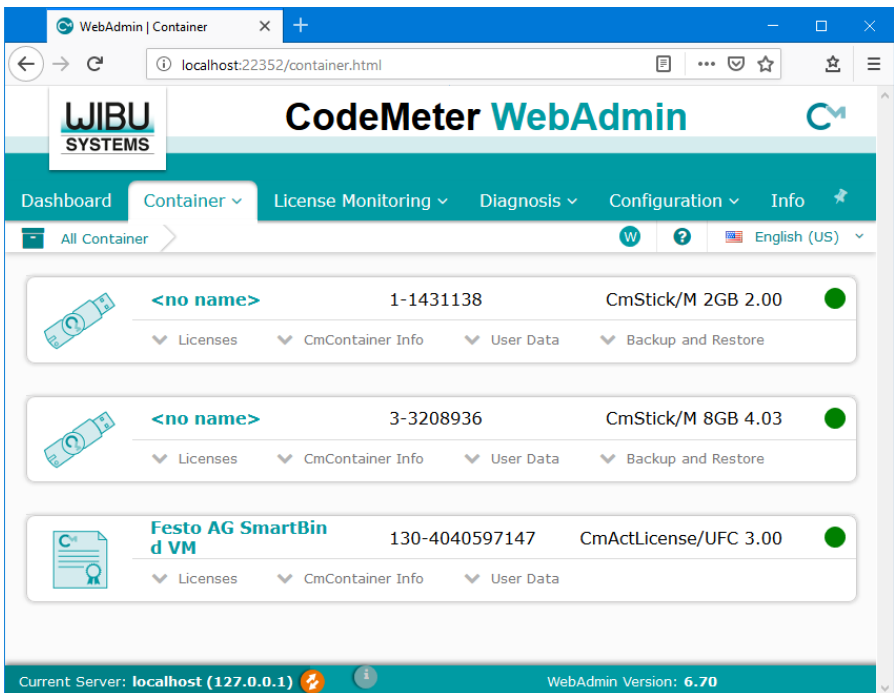 WebAdmin | Container
localhost:22352/container.html
WIBU
SYSTEMS
CodeMeter WebAdmin
Dashboard Container License Monitoring Diagnosis Configuration Info
All Container W ? English (US)
<no name> 1-1431138 CmStick/M 2GB 2.00
Licenses CmContainer Info User Data Backup and Restore
<no name> 3-3208936 CmStick/M 8GB 4.03
Licenses CmContainer Info User Data Backup and Restore
Festo AG SmartBin
d VM 130-4040597147 CmActLicense/UFC 3.00
Licenses CmContainer Info User Data
Current Server: localhost (127.0.0.1) WebAdmin Version: 6.70